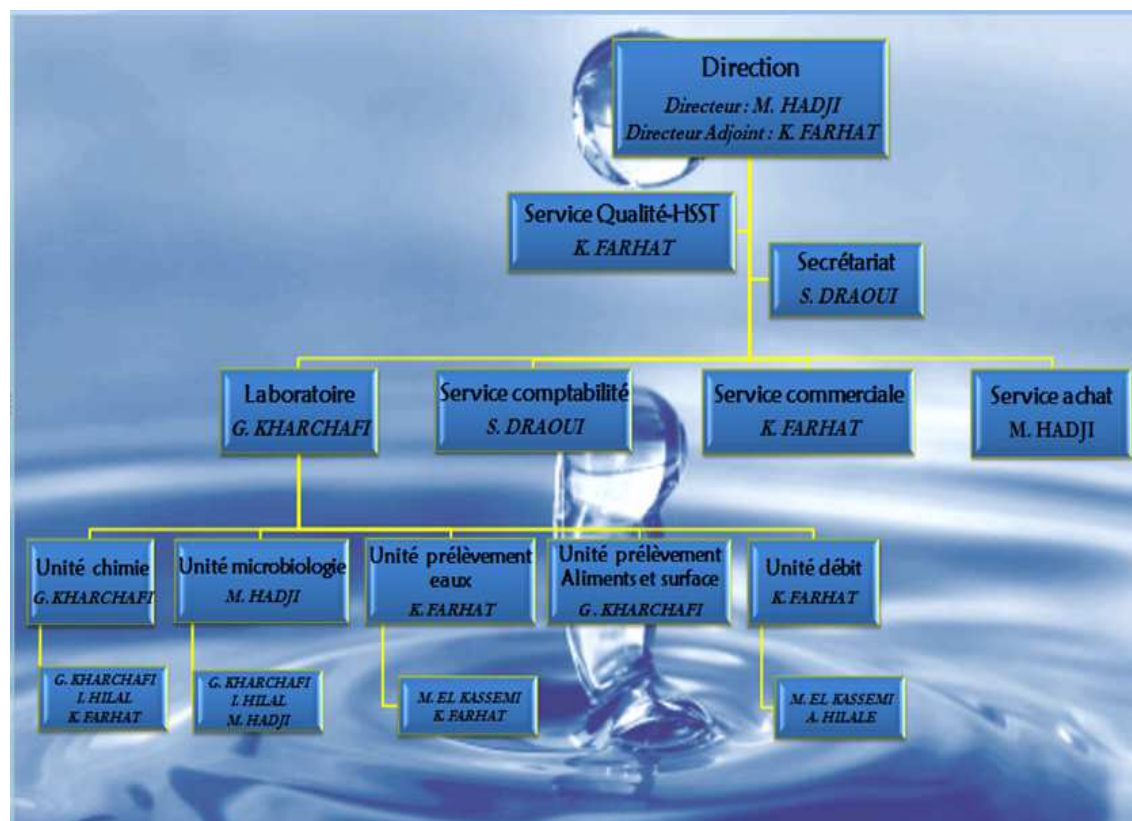 Direction
Directeur : M. HADJI
Directeur Adjoint : K. FARHAT
Service Qualité-HSST
K. FARHAT
Secrétariat
S. DRAOUI
Laboratoire
G. KHARCHAFI
Service comptabilité
S. DRAOUI
Service commerciale
K. FARHAT
Service achat
M. HADJI
Unité chimie
G. KHARCHAFI
Unité microbiologie
M. HADJI
Unité prélèvement
eaux
K. FARHAT
Unité prélèvement
Aliments et surface
G. KHARCHAFI
Unité débit
K. FARHAT
G. KHARCHAFI
I. HILAL
K. FARHAT
G. KHARCHAFI
I. HILAL
M. HADJI
M. EL KASSEMI
K. FARHAT
M. EL KASSEMI
A. HILALE